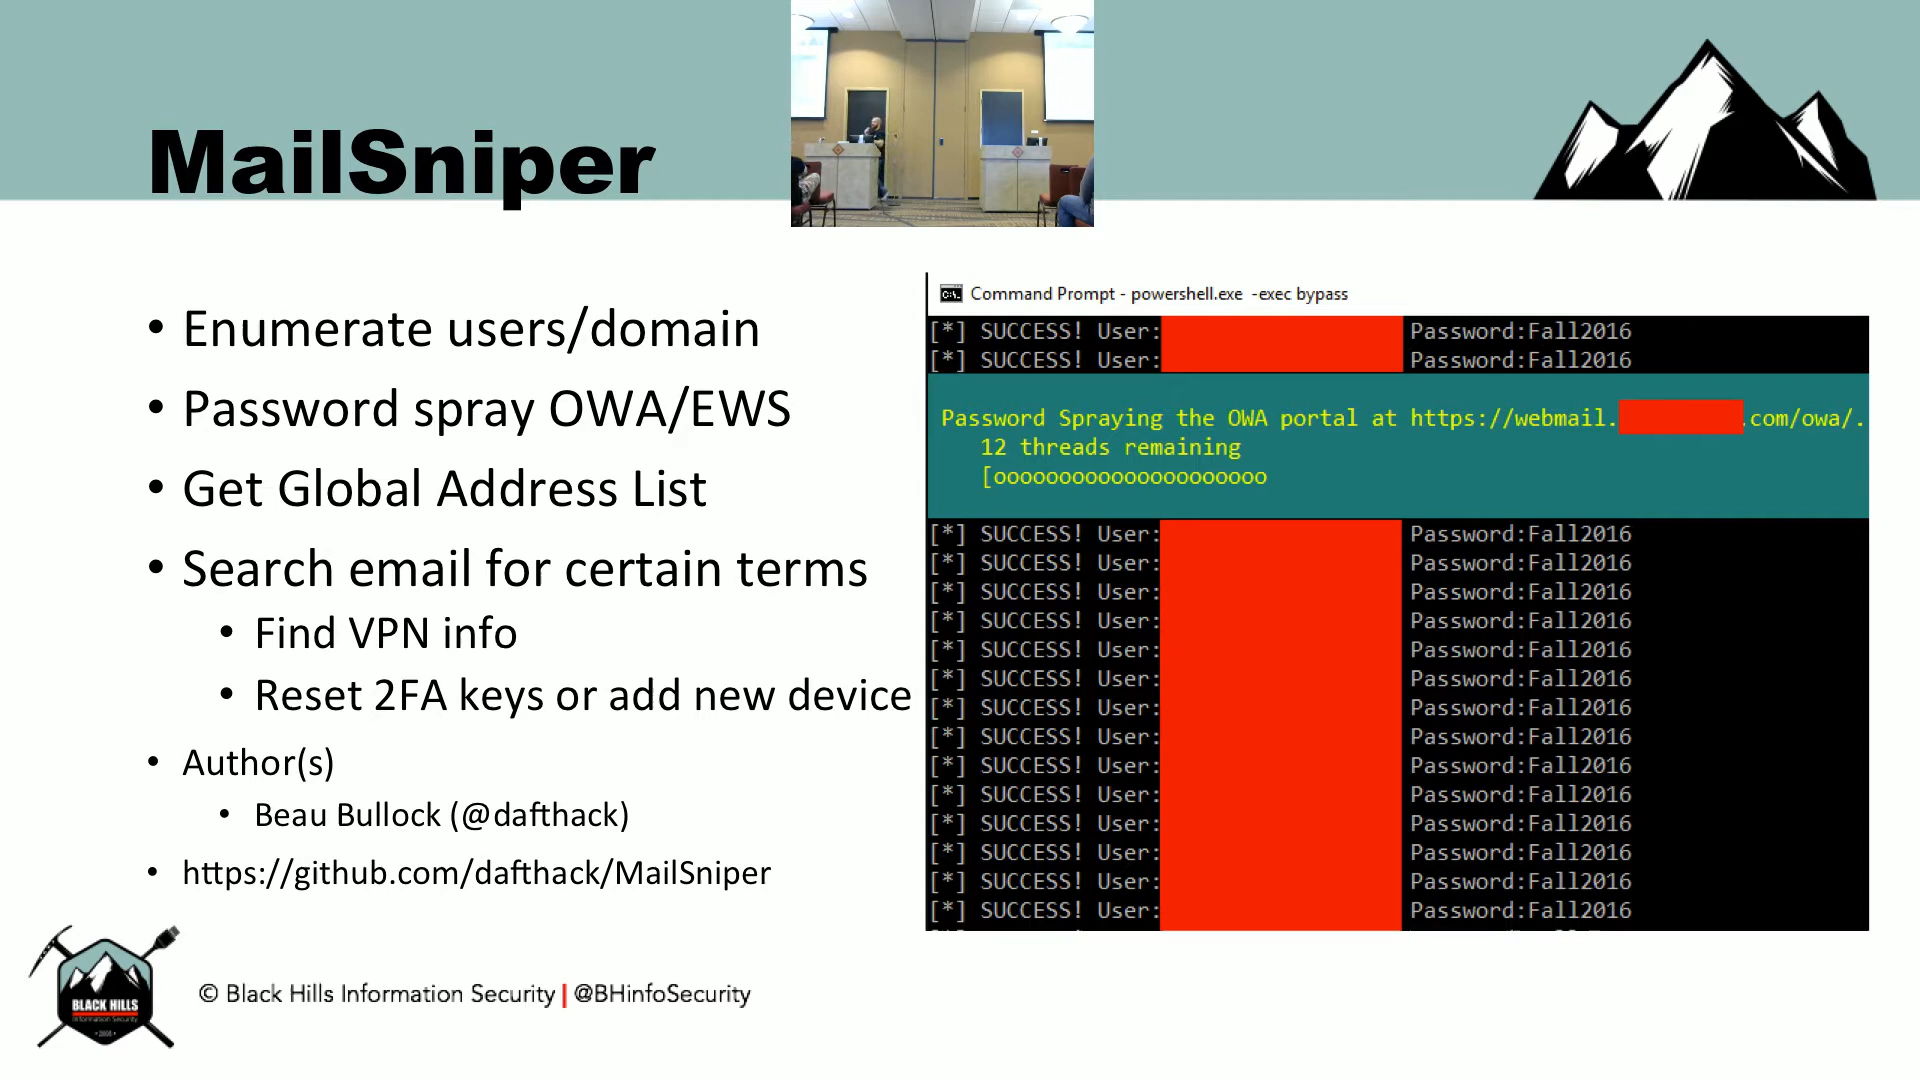 MailSniper
• Enumerate users/domain
• Password spray OWA/EWS
• Get Global Address List
• Search email for certain terms
• Find VPN info
• Reset 2FA keys or add new device
• Author(s)
• Beau Bullock (@dafthack)
• https://github.com/dafthack/MailSniper
Command Prompt - powershell.exe -exec bypass
[*] SUCCESS! User: Password:Fall2016
[*] SUCCESS! User: Password:Fall2016
Password Spraying the OWA portal at https://webmail. .com/owa/.
12 threads remaining
[ooooooooooooooooooooo
[*] SUCCESS! User: Password:Fall2016
[*] SUCCESS! User: Password:Fall2016
[*] SUCCESS! User: Password:Fall2016
[*] SUCCESS! User: Password:Fall2016
[*] SUCCESS! User: Password:Fall2016
[*] SUCCESS! User: Password:Fall2016
[*] SUCCESS! User: Password:Fall2016
[*] SUCCESS! User: Password:Fall2016
[*] SUCCESS! User: Password:Fall2016
[*] SUCCESS! User: Password:Fall2016
[*] SUCCESS! User: Password:Fall2016
[*] SUCCESS! User: Password:Fall2016
[*] SUCCESS! User: Password:Fall2016
[*] SUCCESS! User: Password:Fall2016
BLACK HILLS
Information Security
• 2008 •
© Black Hills Information Security | @BHinfoSecurity